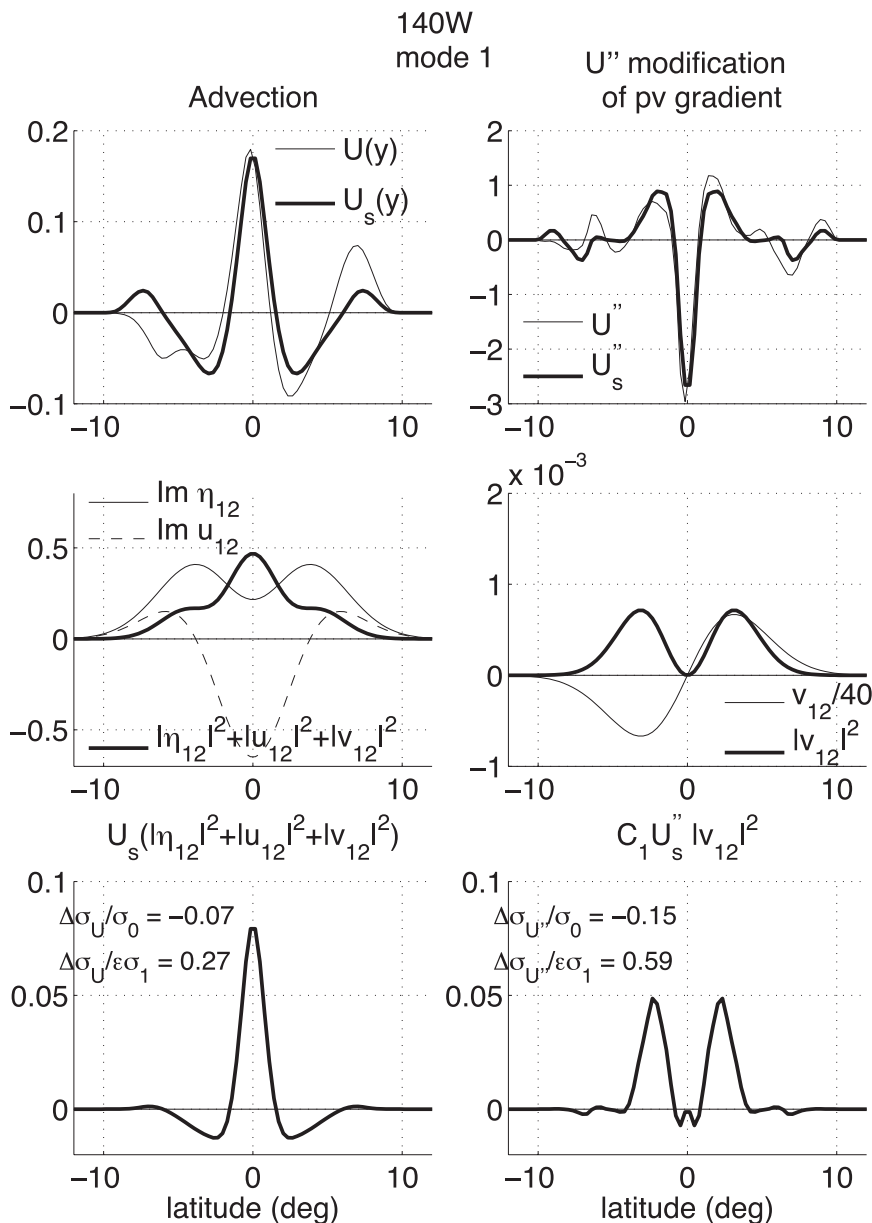 140W
mode 1
Advection
U’’ modification
of pv gradient
0.2
0.1
0
−0.1
U(y)
U_s(y)
−10 0 10
2
1
0
−1
−2
−3
U’’
U_s’’
−10 0 10
0.5
0
−0.5
Im η_12
Im u_12
|η_12|^2+|u_12|^2+|v_12|^2
−10 0 10
x 10^−3
2
1
0
−1
v_12/40
|v_12|^2
−10 0 10
U_s(|η_12|^2+|u_12|^2+|v_12|^2)
0.1
0.05
0
Δσ_U/σ_0 = −0.07
Δσ_U/εσ_1 = 0.27
−10 0 10
latitude (deg)
C_1U_s’’ |v_12|^2
0.1
0.05
0
Δσ_U’’/σ_0 = −0.15
Δσ_U’’/εσ_1 = 0.59
−10 0 10
latitude (deg)